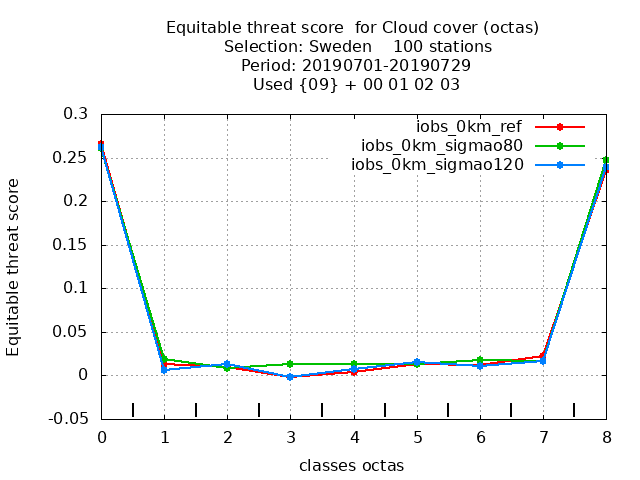 Equitable threat score  for Cloud cover (octas)
Selection: Sweden    100 stations
Period: 20190701-20190729
Used {09} + 00 01 02 03
iobs_0km_ref
iobs_0km_sigmao80
iobs_0km_sigmao120
Equitable threat score
0.3
0.25
0.2
0.15
0.1
0.05
0
-0.05
0 1 2 3 4 5 6 7 8
classes octas